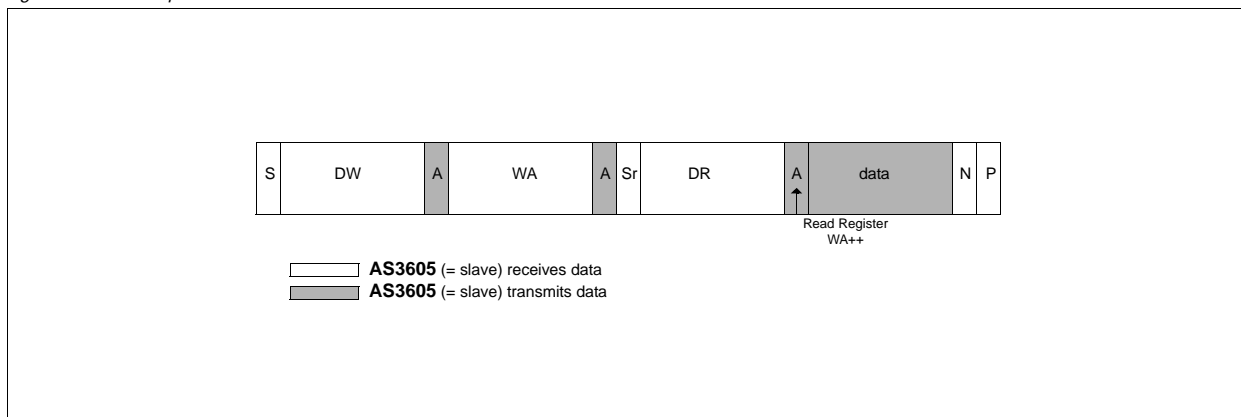 S DW A WA A Sr DR A data N P
Read Register
WA++
AS3605 (= slave) receives data
AS3605 (= slave) transmits data